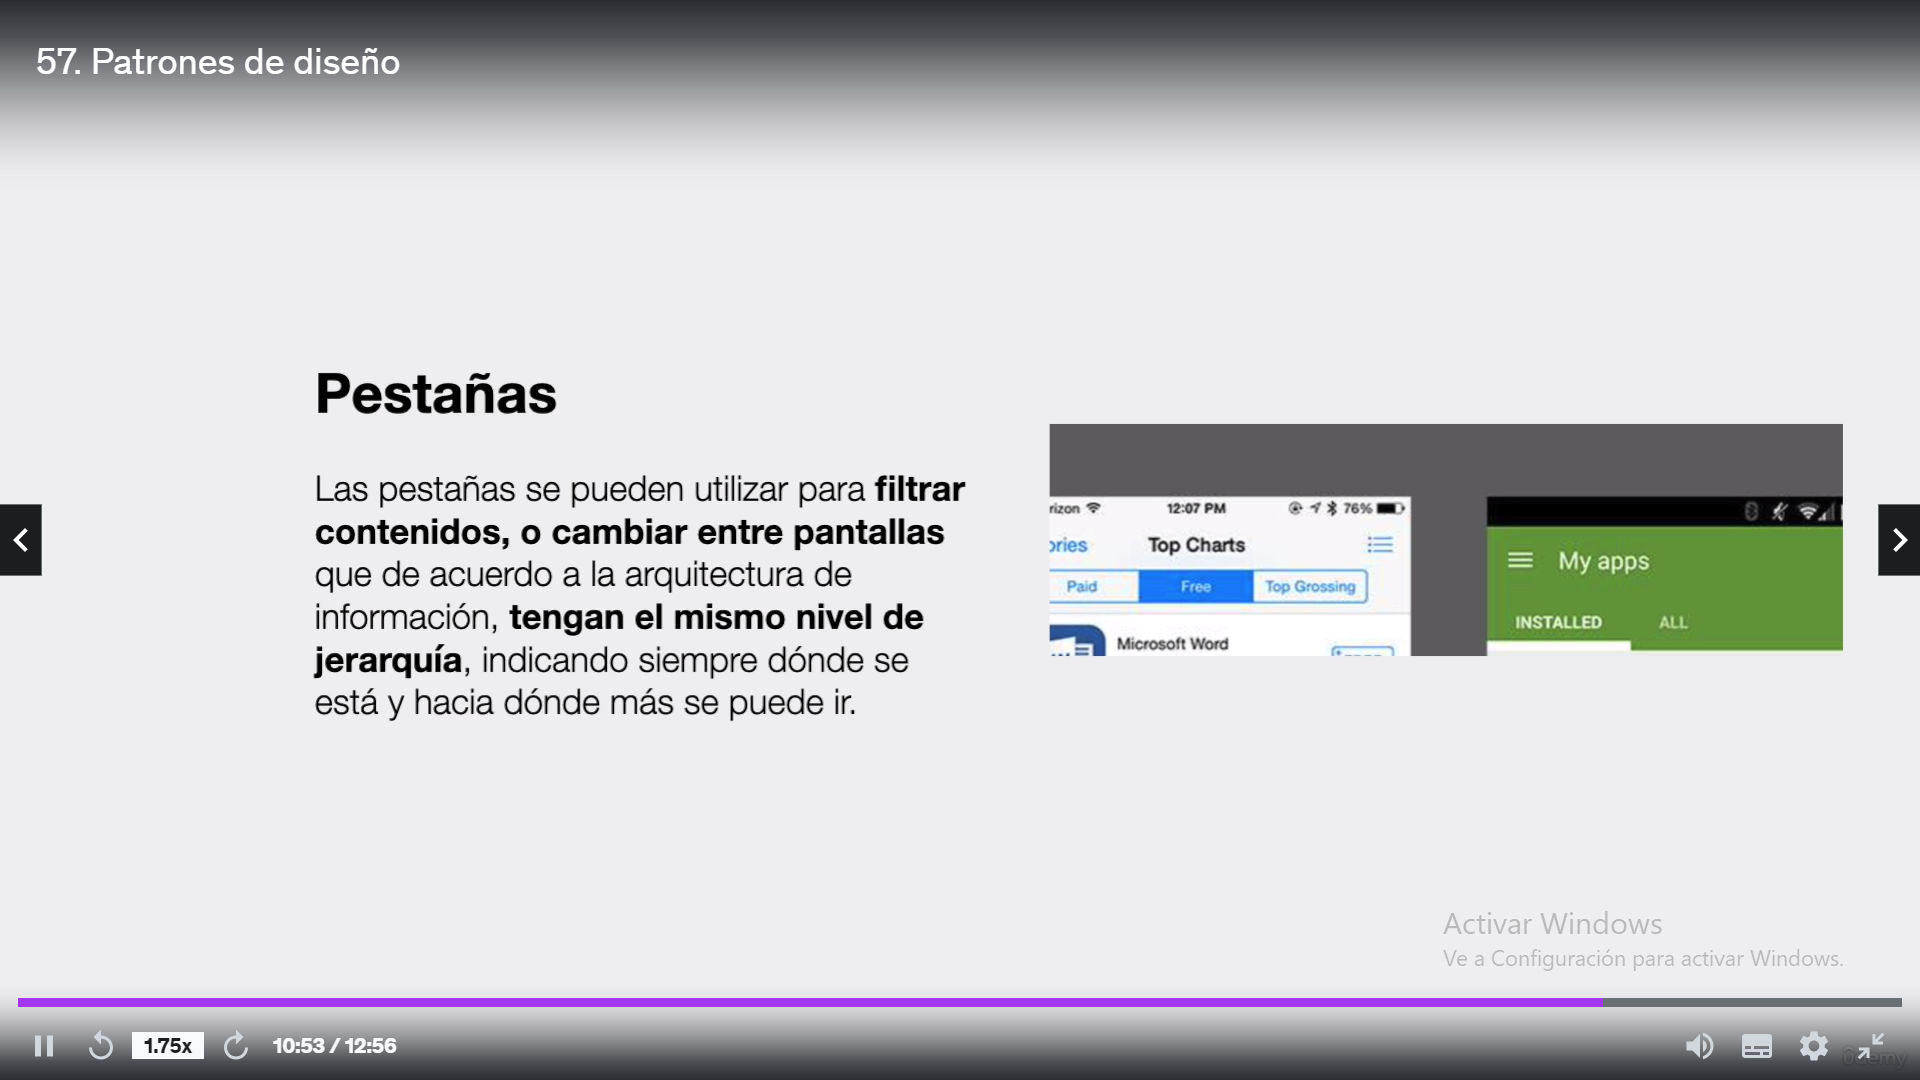 57. Patrones de diseño
Pestañas
Las pestañas se pueden utilizar para filtrar
contenidos, o cambiar entre pantallas
que de acuerdo a la arquitectura de
información, tengan el mismo nivel de
jerarquía, indicando siempre dónde se
está y hacia dónde más se puede ir.
rizon 12:07 PM 76%
ories Top Charts
Paid Free Top Grossing
Microsoft Word
My apps
INSTALLED ALL
Activar Windows
Ve a Configuración para activar Windows.
1.75x 10:53 / 12:56
Udemy